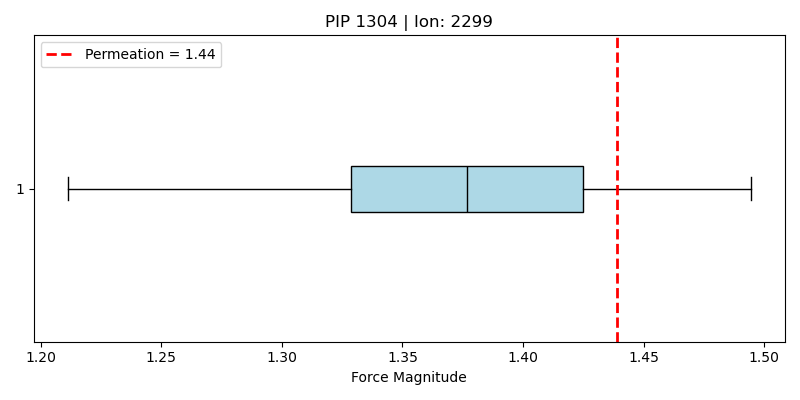 PIP 1304 | Ion: 2299
Permeation = 1.44
1
1.20 1.25 1.30 1.35 1.40 1.45 1.50
Force Magnitude